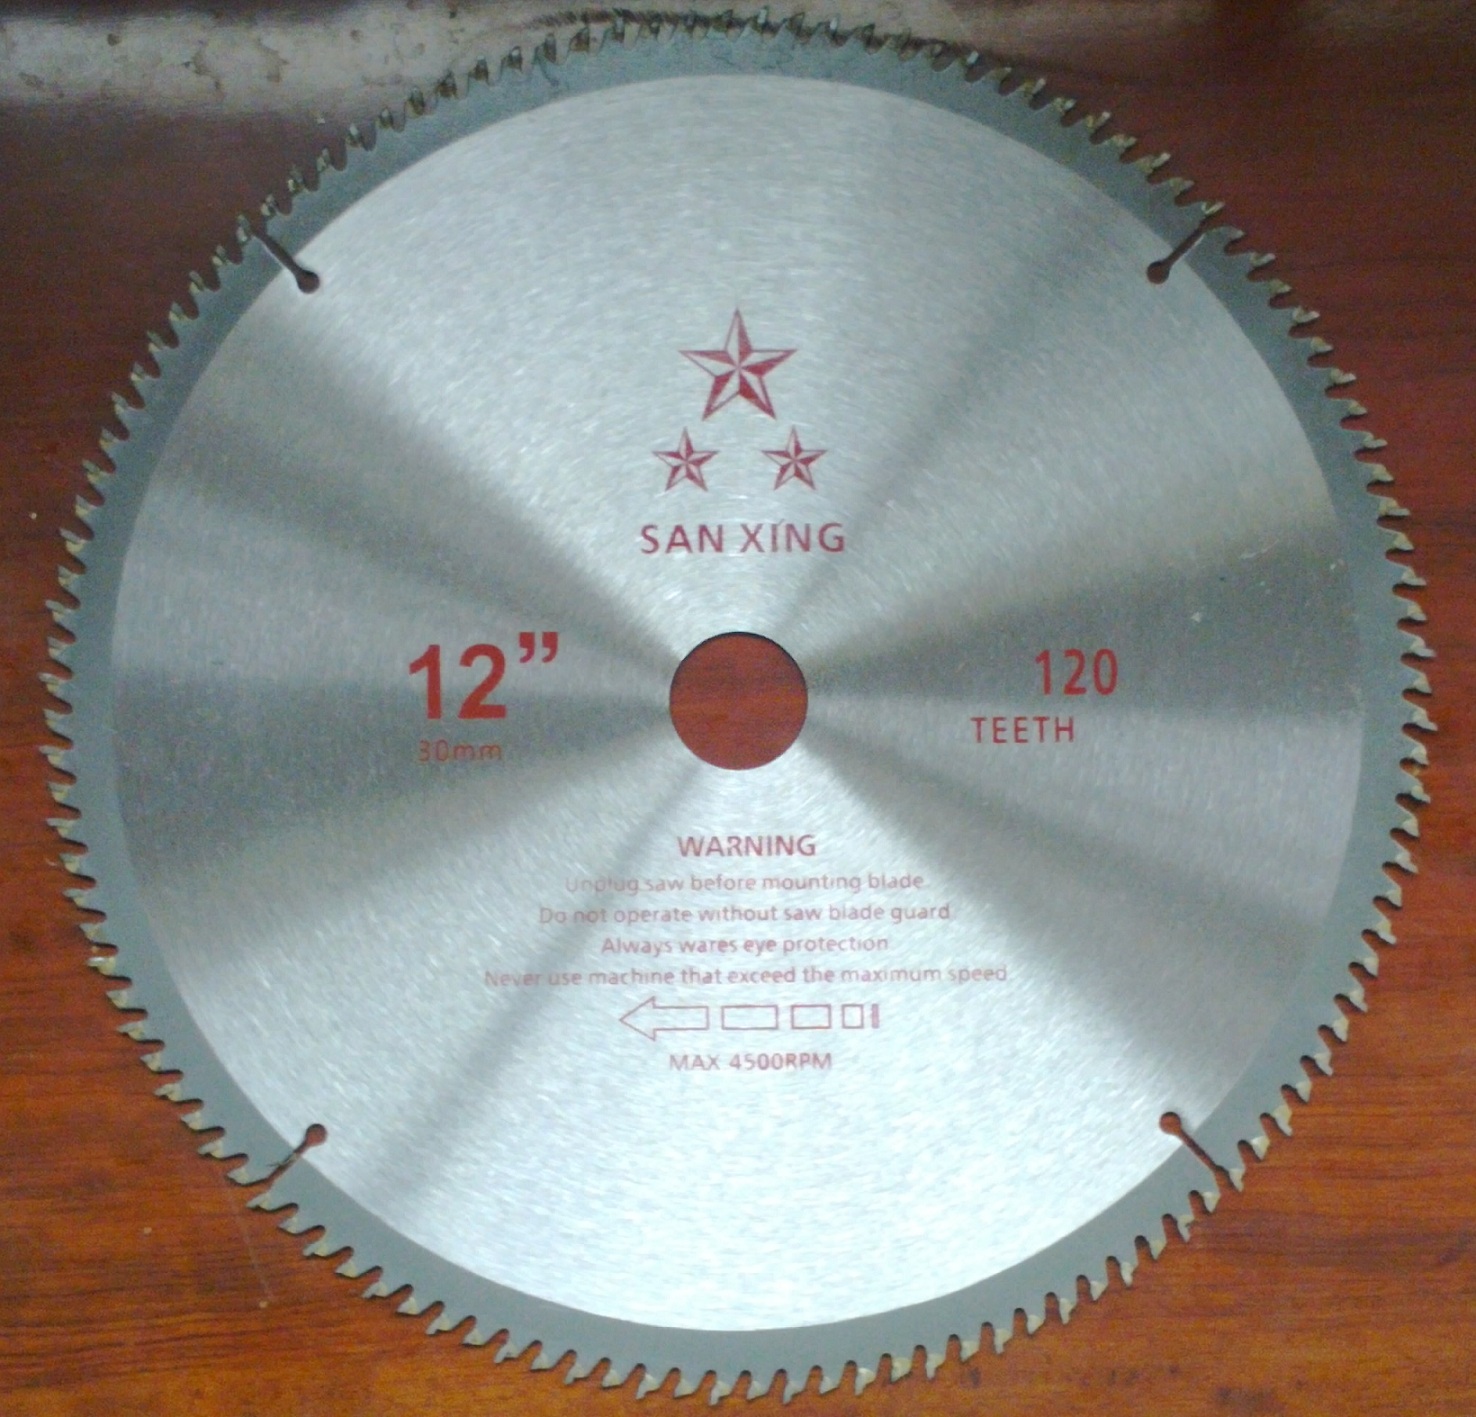 SAN XING
12”
30mm
120
TEETH
WARNING
Unplug saw before mounting blade
Do not operate without saw blade guard
Always wares eye protection
Never use machine that exceed the maximum speed
MAX 4500RPM